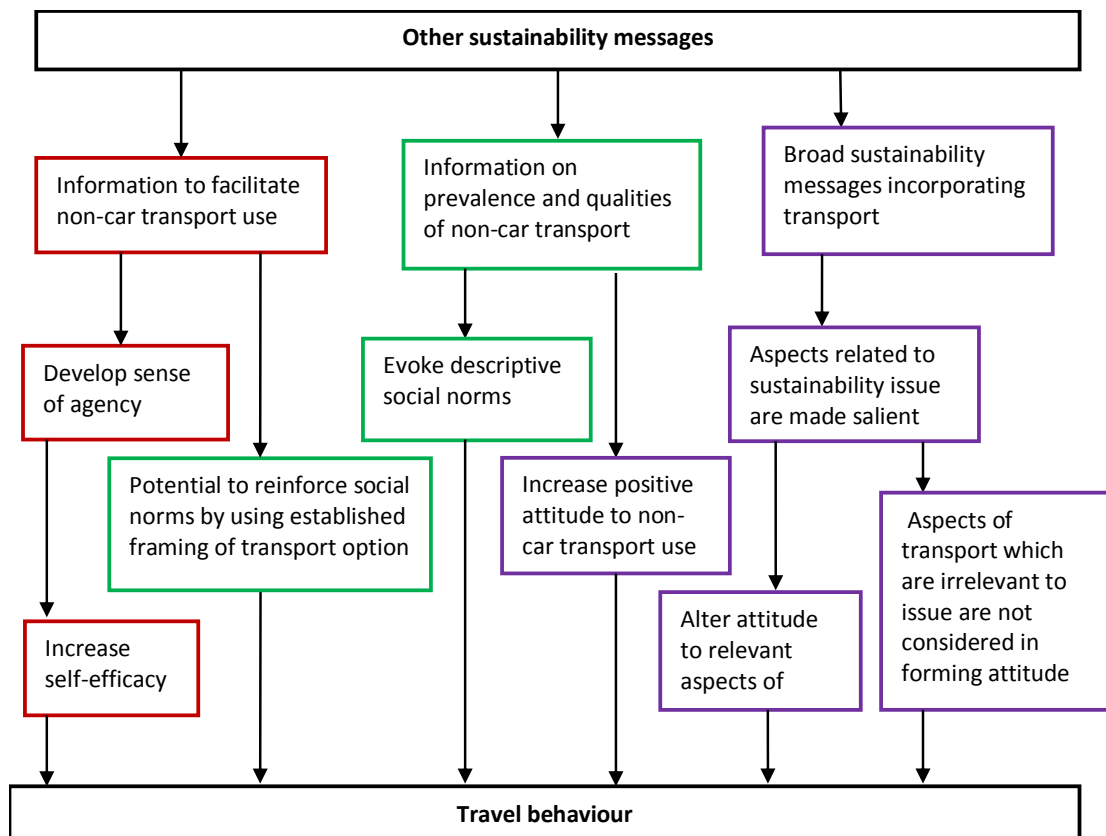 Other sustainability messages
Information to facilitate
non-car transport use
Information on
prevalence and qualities
of non-car transport
Broad sustainability
messages incorporating
transport
Develop sense
of agency
Evoke descriptive
social norms
Aspects related to
sustainability issue
are made salient
Potential to reinforce social
norms by using established
framing of transport option
Increase positive
attitude to non-
car transport use
Aspects of
transport which
are irrelevant to
issue are not
considered in
forming attitude
Increase
self-efficacy
Alter attitude
to relevant
aspects of
Travel behaviour